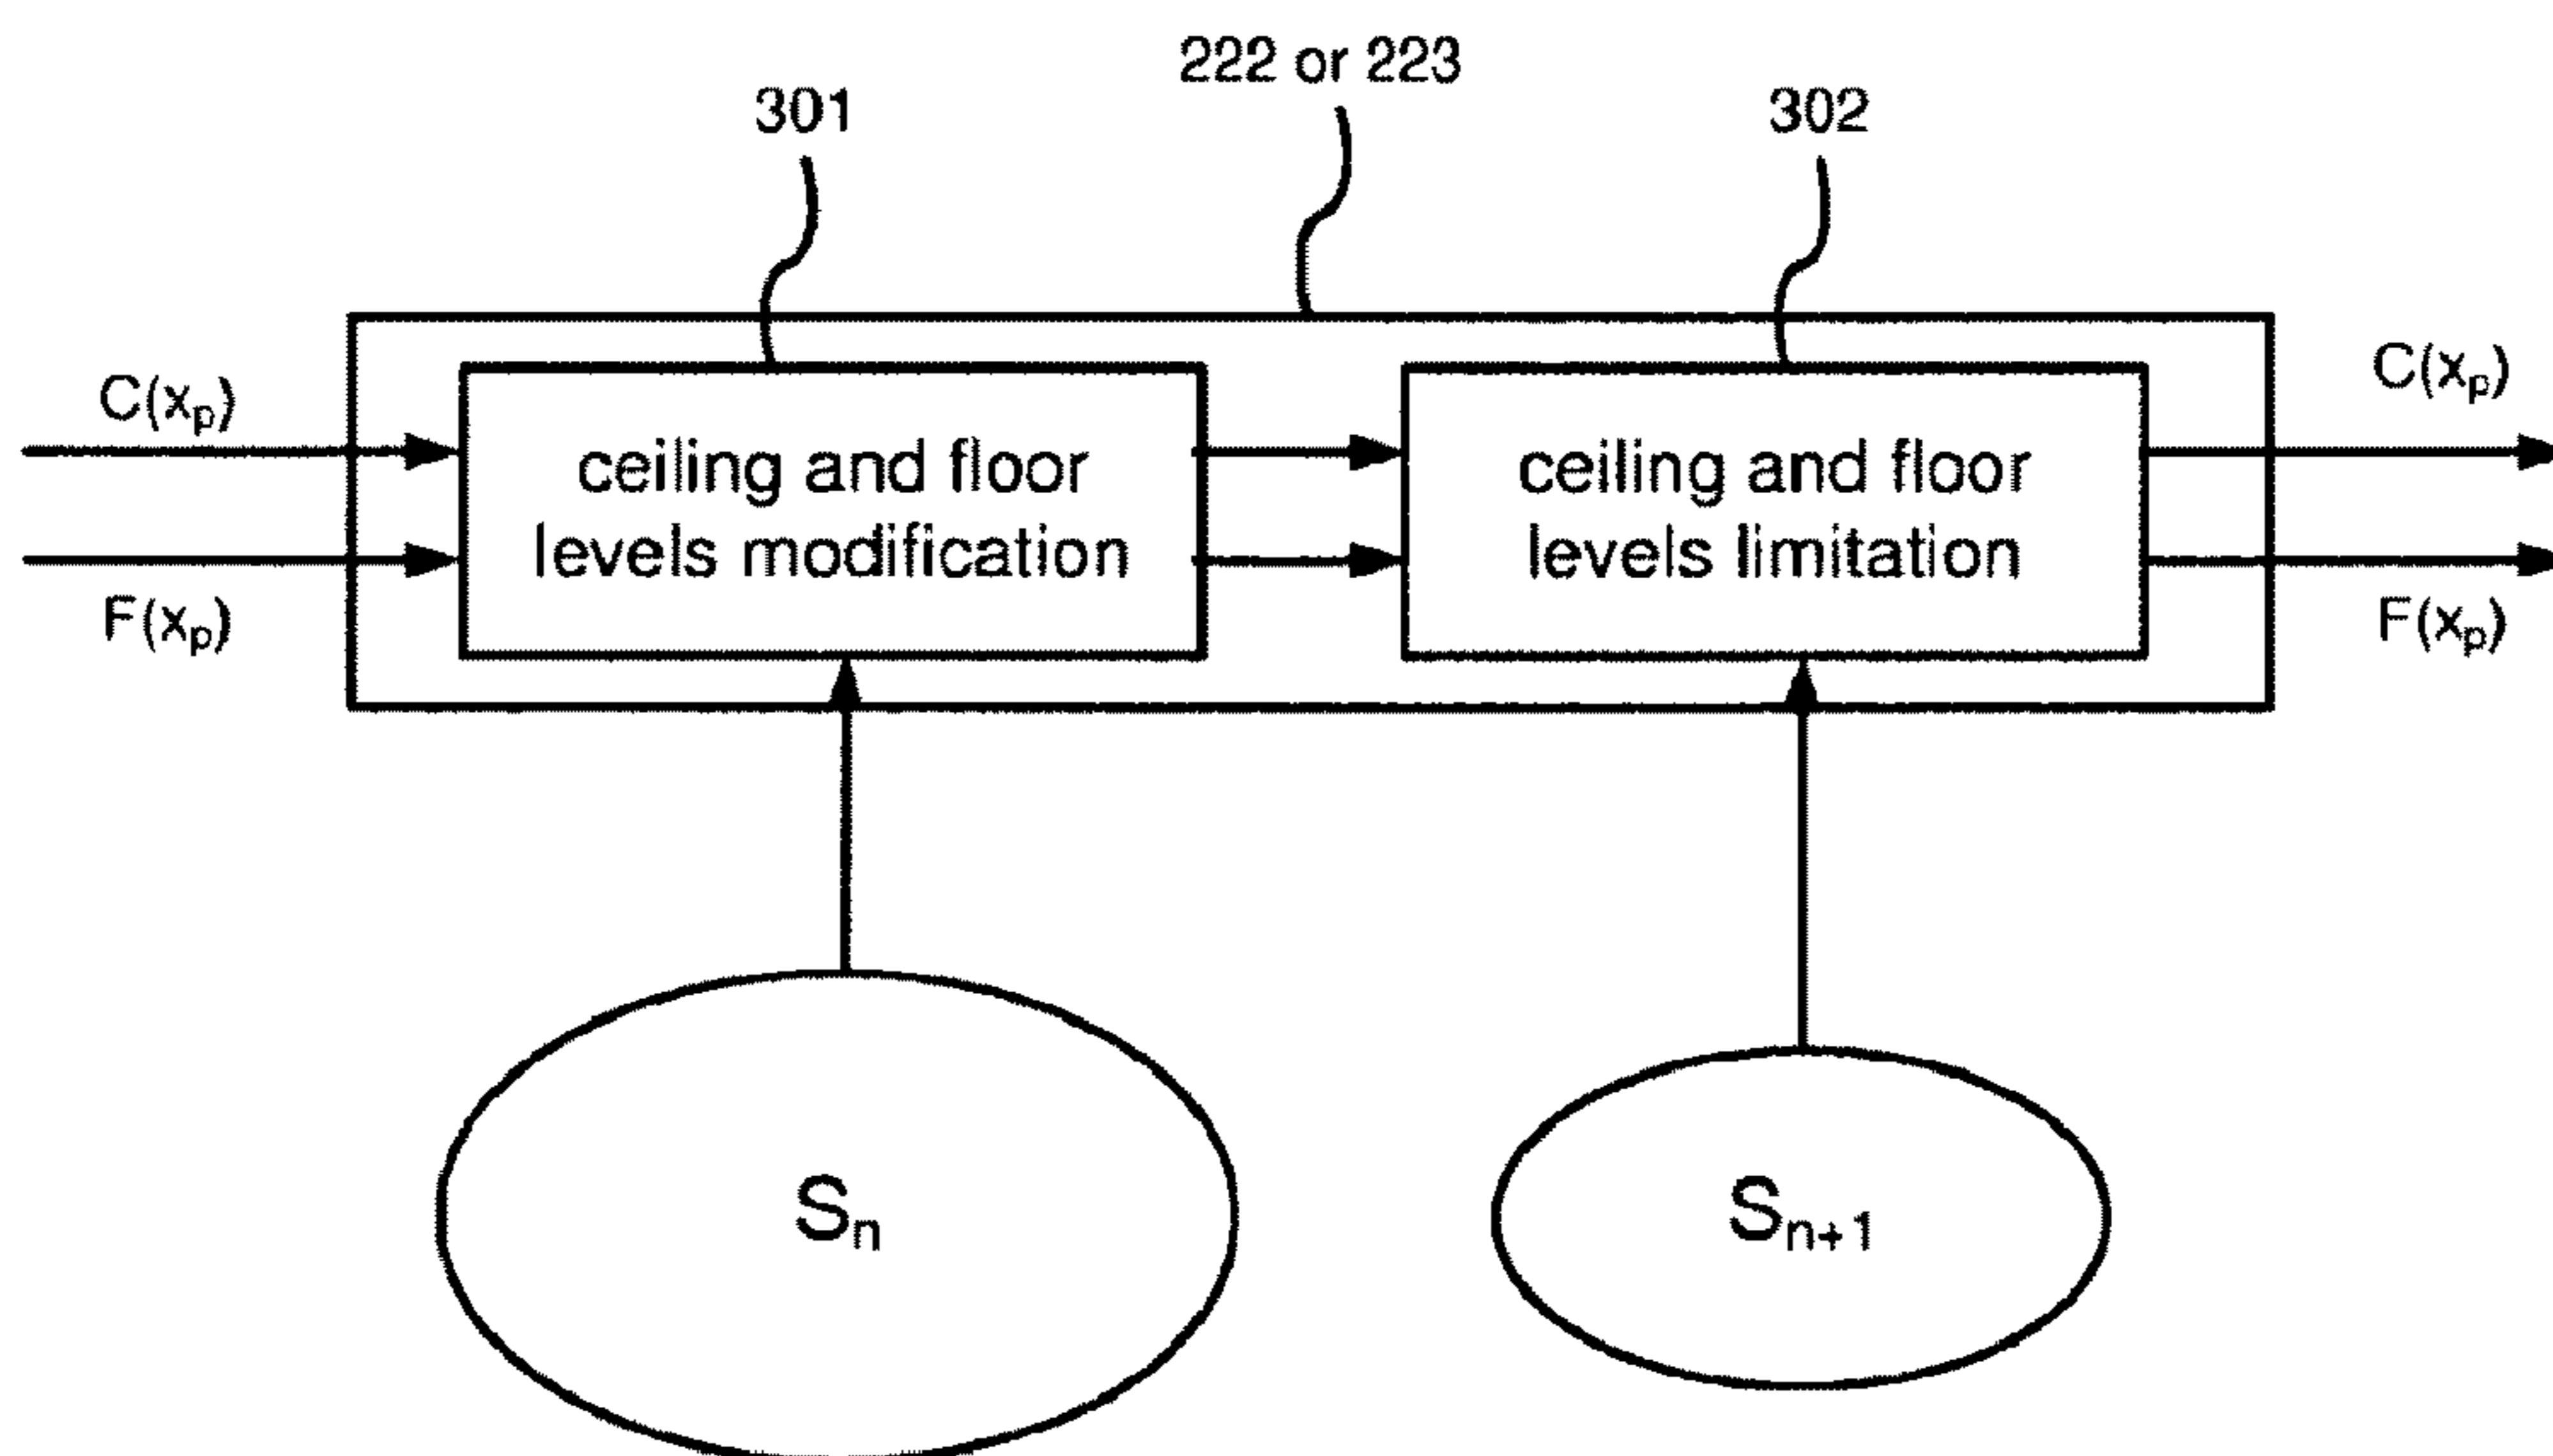 222 or 223
301
302
C(xₚ)
F(xₚ)
ceiling and floor
levels modification
ceiling and floor
levels limitation
C(xₚ)
F(xₚ)
Sₙ
Sₙ₊₁